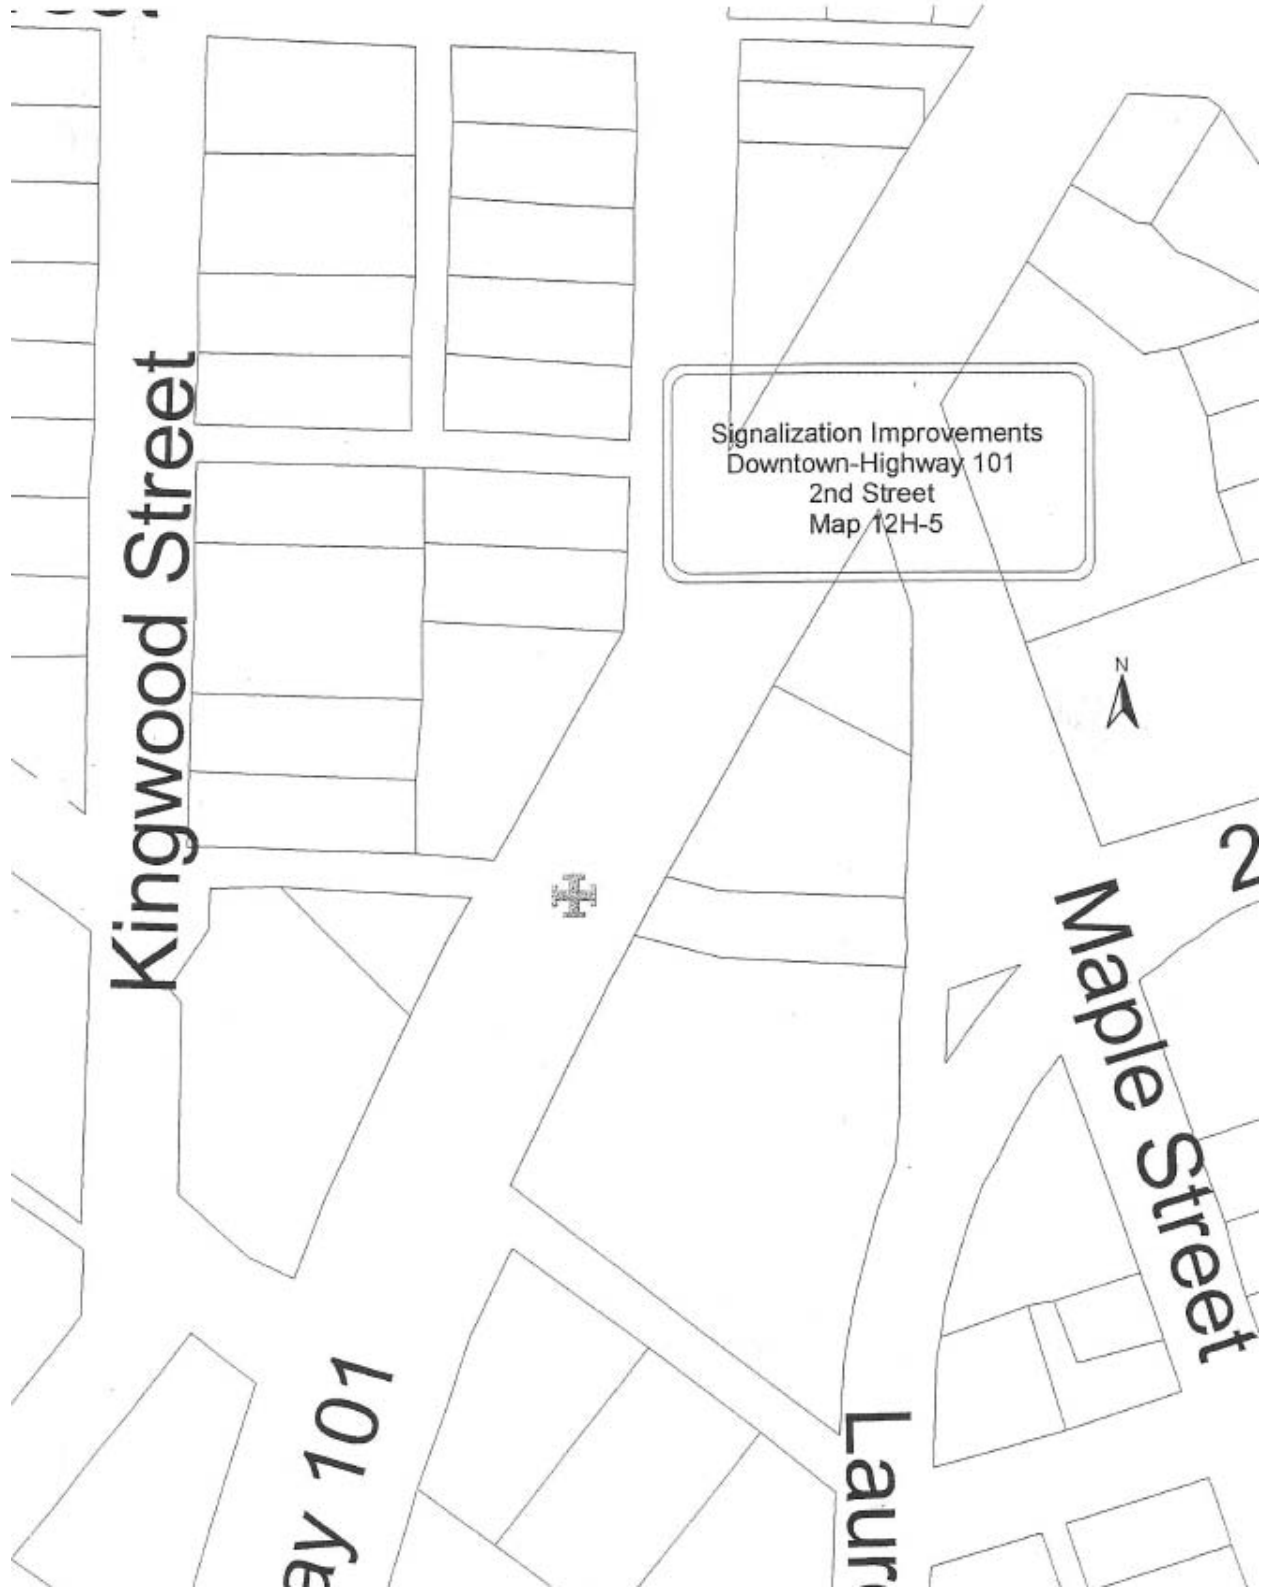 Signalization Improvements
Downtown-Highway 101
2nd Street
Map 12H-5
Kingwood Street
N
2
Maple Street
ay 101
Laur